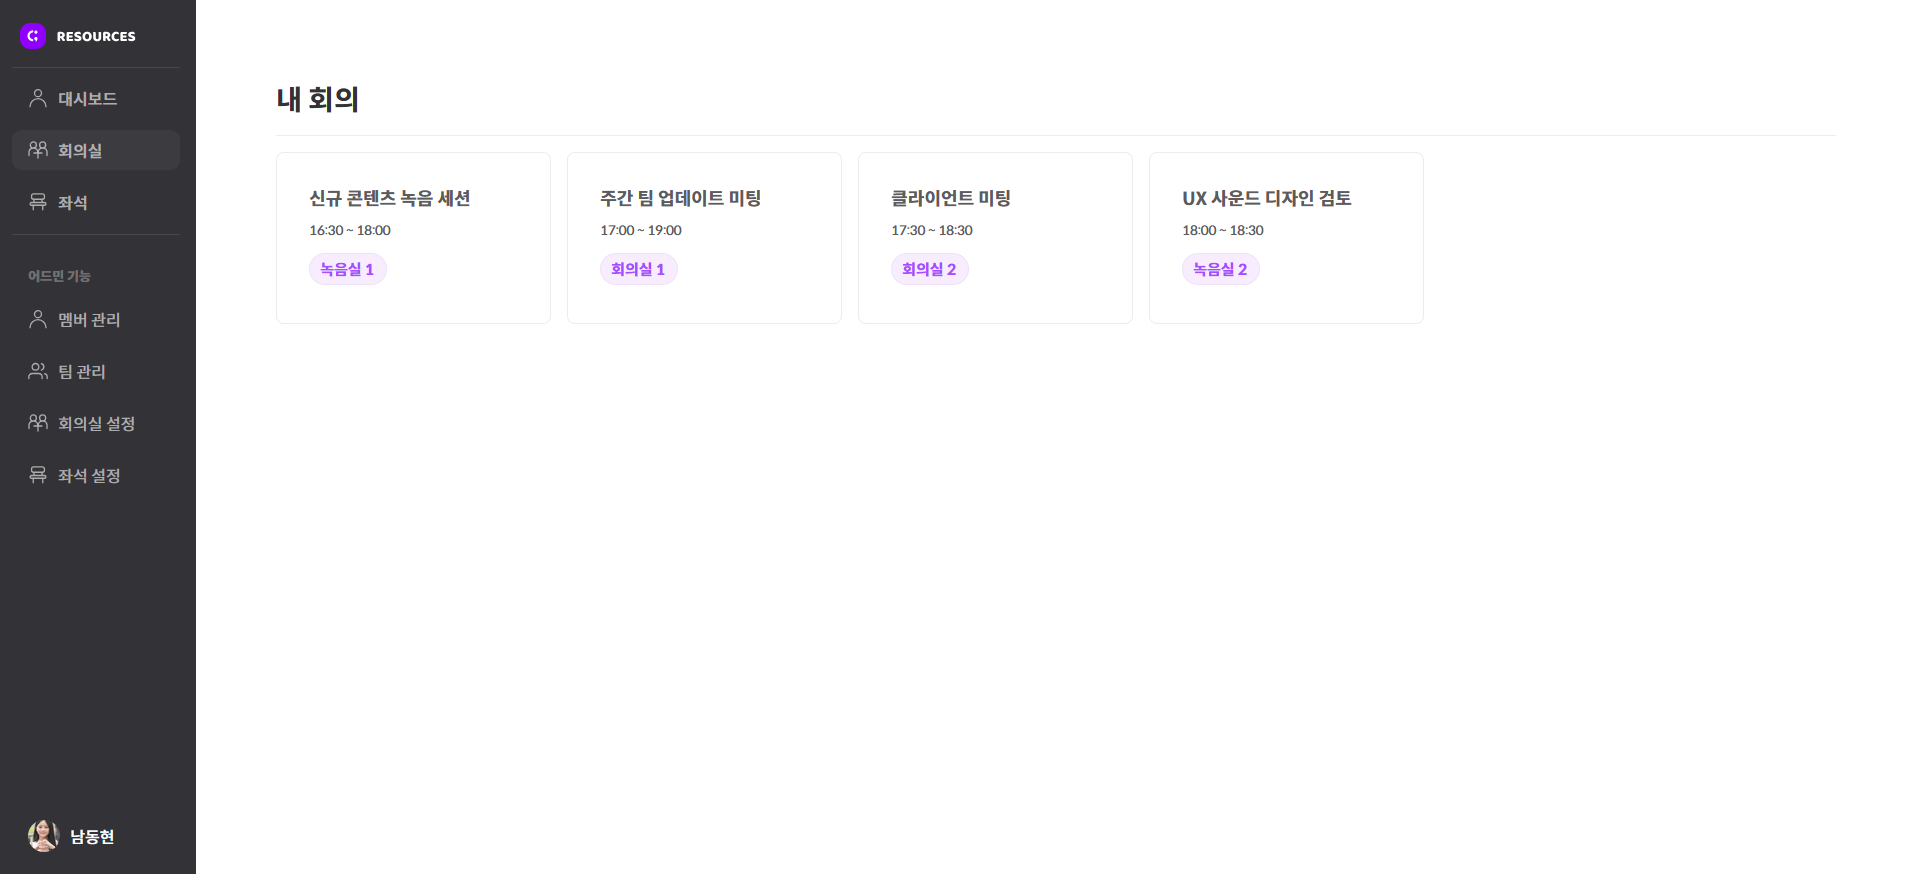 RESOURCES
대시보드
회의실
좌석
어드민 기능
멤버 관리
팀 관리
회의실 설정
좌석 설정
남동현
내 회의
신규 콘텐츠 녹음 세션
16:30 ~ 18:00
녹음실 1
주간 팀 업데이트 미팅
17:00 ~ 19:00
회의실 1
클라이언트 미팅
17:30 ~ 18:30
회의실 2
UX 사운드 디자인 검토
18:00 ~ 18:30
녹음실 2